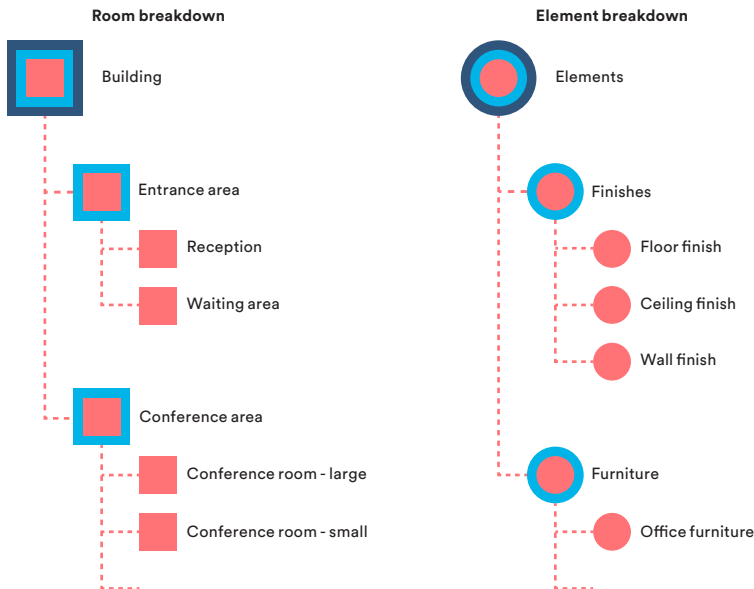 Room breakdown
Building
Entrance area
Reception
Waiting area
Conference area
Conference room - large
Conference room - small
Element breakdown
Elements
Finishes
Floor finish
Ceiling finish
Wall finish
Furniture
Office furniture